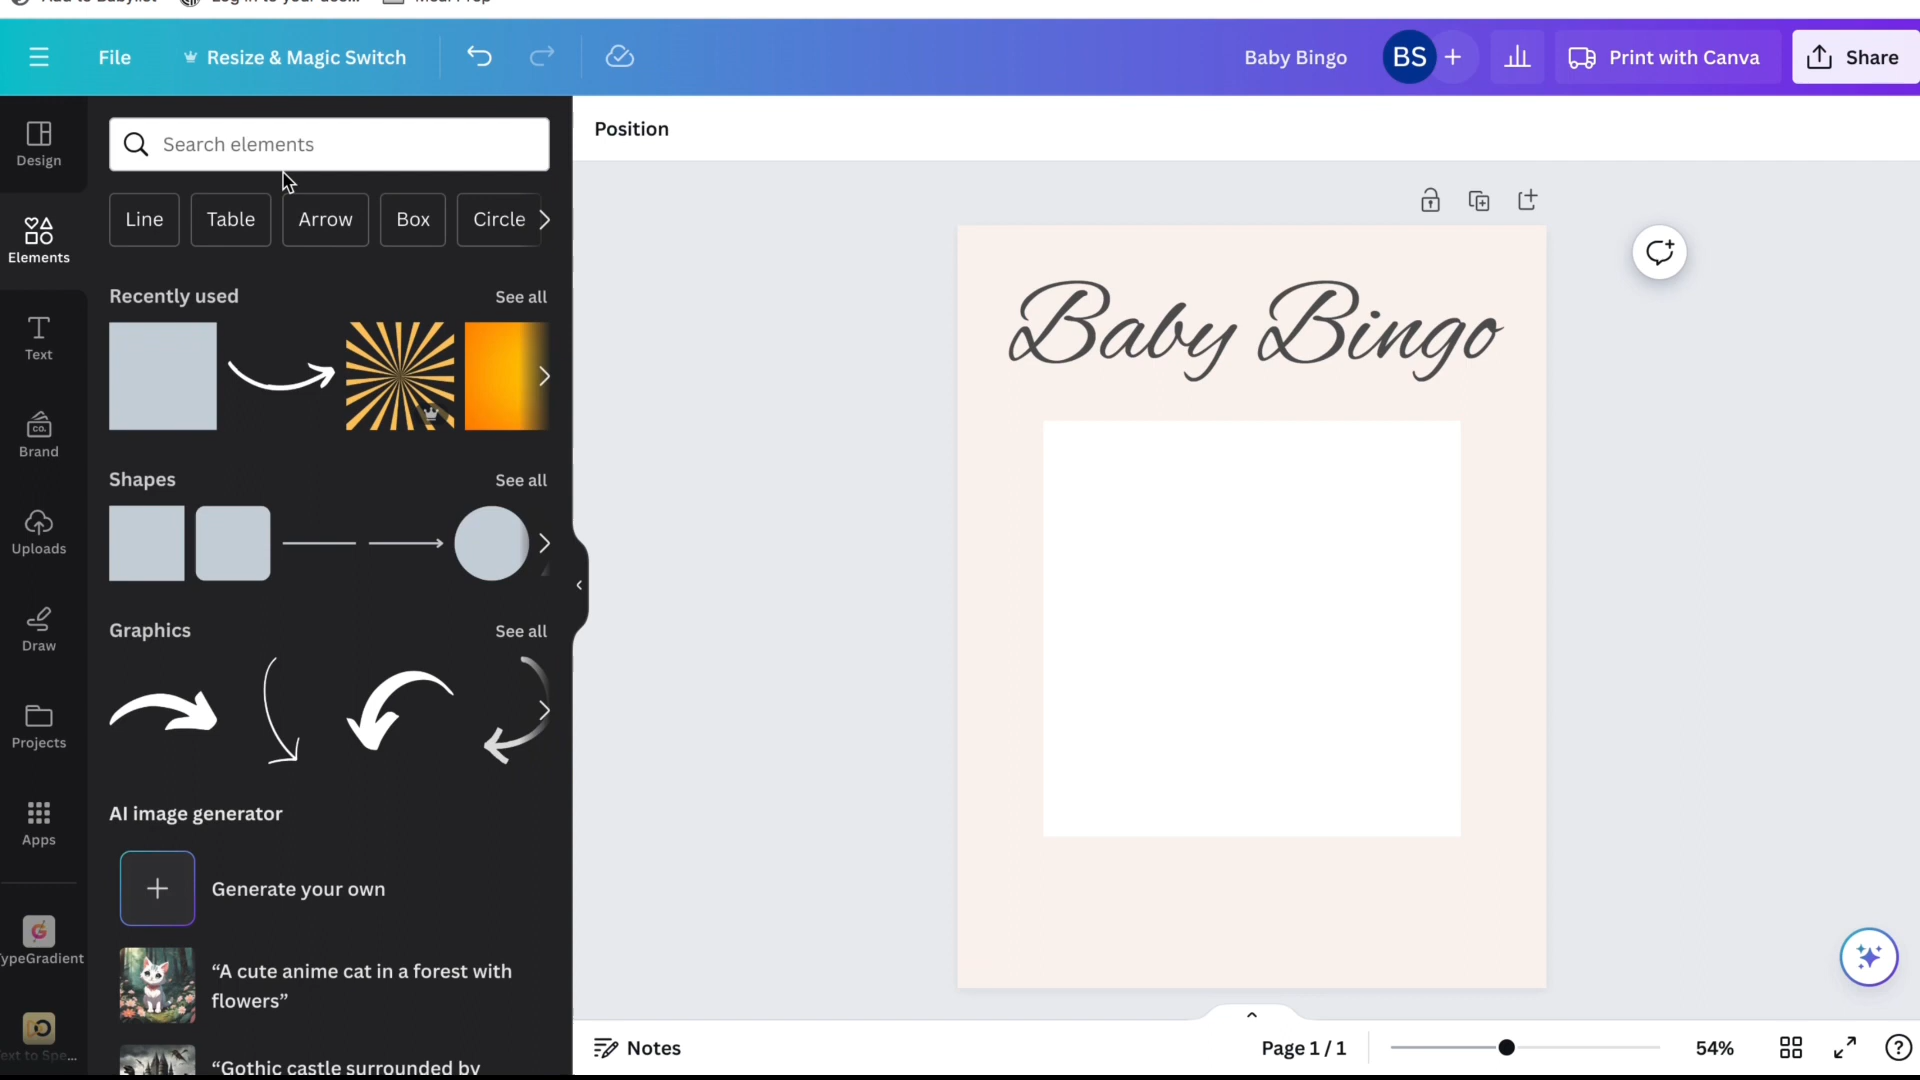 File
Resize & Magic Switch
Baby Bingo
BS
Print with Canva
Share
Design
Elements
Text
Brand
CO.
Uploads
Draw
Projects
Apps
TypeGradient
Search elements
Line
Table
Arrow
Box
Circle
Recently used
See all
Shapes
See all
Graphics
See all
AI image generator
Generate your own
“A cute anime cat in a forest with
flowers”
“Gothic castle surrounded by
Position
Baby Bingo
Notes
Page 1 / 1
54%